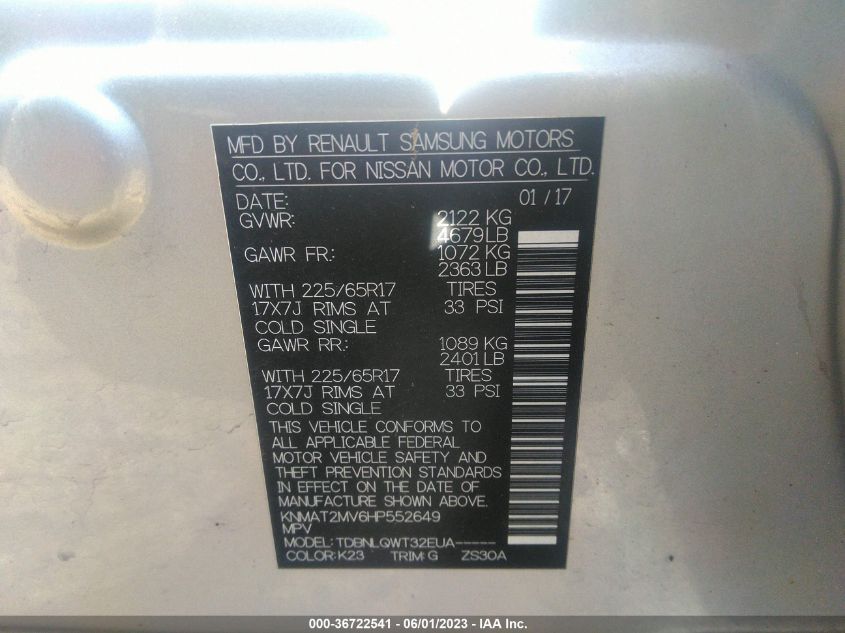 MFD BY RENAULT SAMSUNG MOTORS
CO., LTD. FOR NISSAN MOTOR CO., LTD.
DATE: 01 / 17
GVWR: 2122 KG
4679 LB
GAWR FR: 1072 KG
2363 LB
WITH 225/65R17 TIRES
17X7J RIMS AT 33 PSI
COLD SINGLE
GAWR RR: 1089 KG
2401 LB
WITH 225/65R17 TIRES
17X7J RIMS AT 33 PSI
COLD SINGLE
THIS VEHICLE CONFORMS TO
ALL APPLICABLE FEDERAL
MOTOR VEHICLE SAFETY AND
THEFT PREVENTION STANDARDS
IN EFFECT ON THE DATE OF
MANUFACTURE SHOWN ABOVE.
KNMAT2MV6HP552649
MPV
MODEL: TDBNLQWT32EUA-----
COLOR: K23 TRIM: G ZS30A
000-36722541 - 06/01/2023 - IAA Inc.